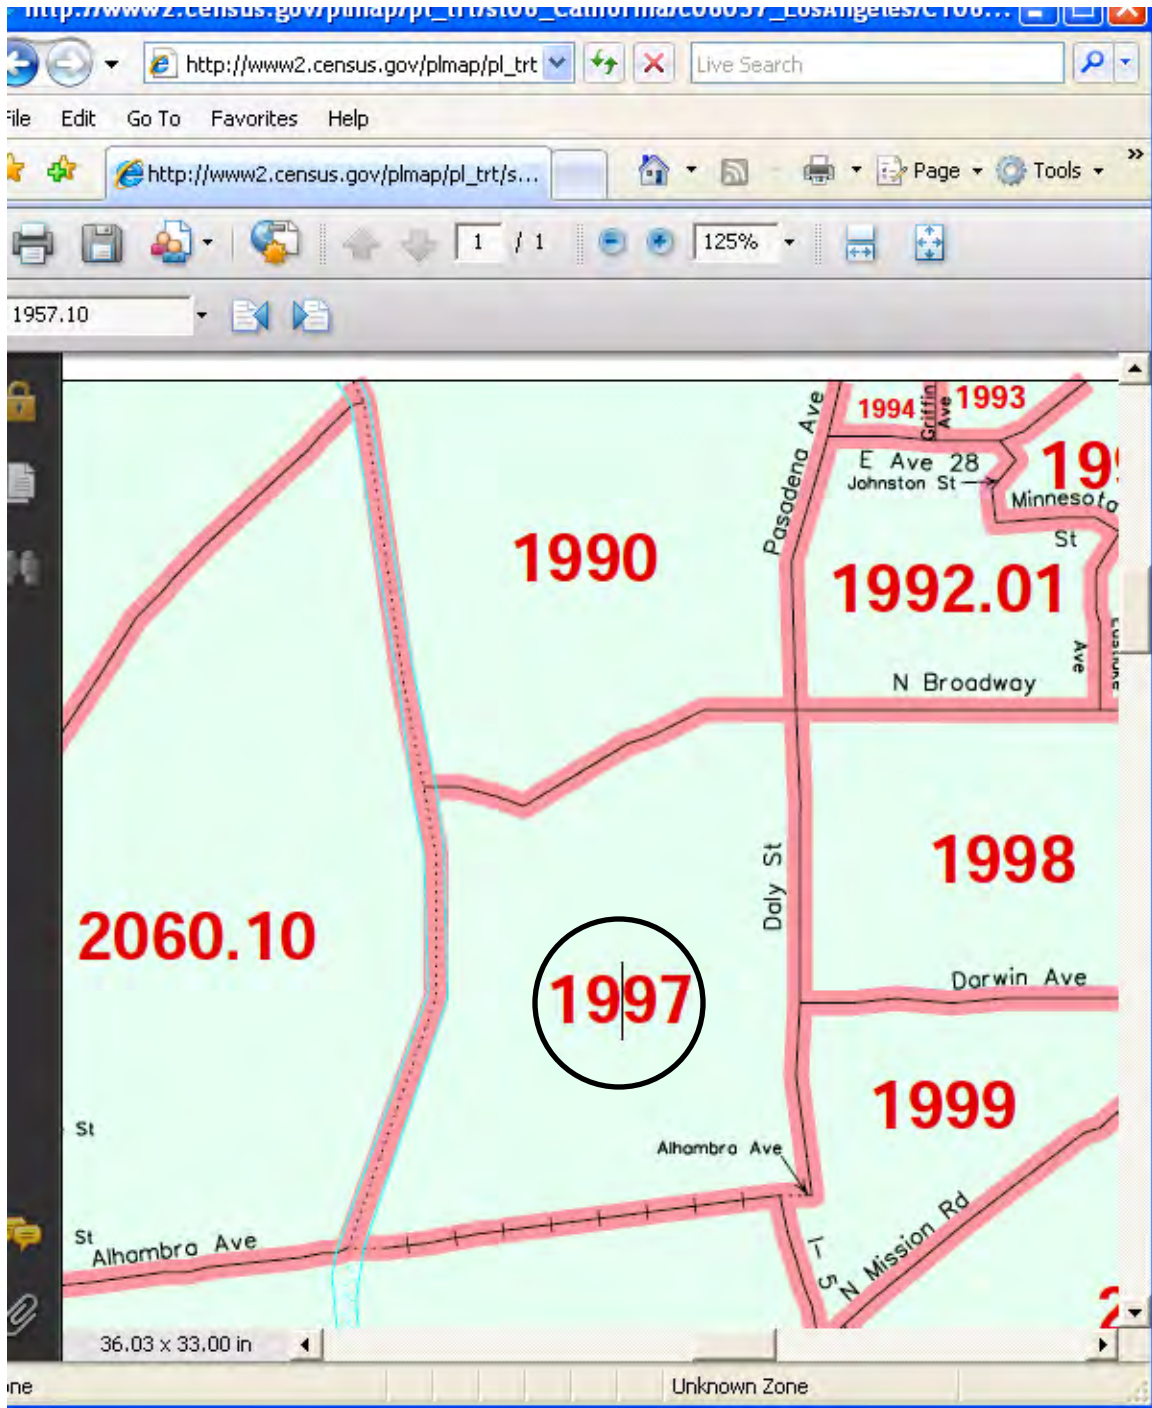 http://www2.census.gov/plmap/pl_trt/st06_California/c06037_LosAngeles/CT06...
http://www2.census.gov/plmap/pl_trt
Live Search
File Edit Go To Favorites Help
http://www2.census.gov/plmap/pl_trt/s...
Page
Tools
»
1 / 1
125%
1957.10
Pasadena Ave
1994
Griffin Ave
1993
E Ave 28
Johnston St
199
Minnesota
St
1990
1992.01
Ave
N Broadway
1998
Daly St
2060.10
1997
Darwin Ave
1999
St
Alhambra Ave
St
Alhambra Ave
I- 5
N Mission Rd
2
36.03 x 33.00 in
one
Unknown Zone